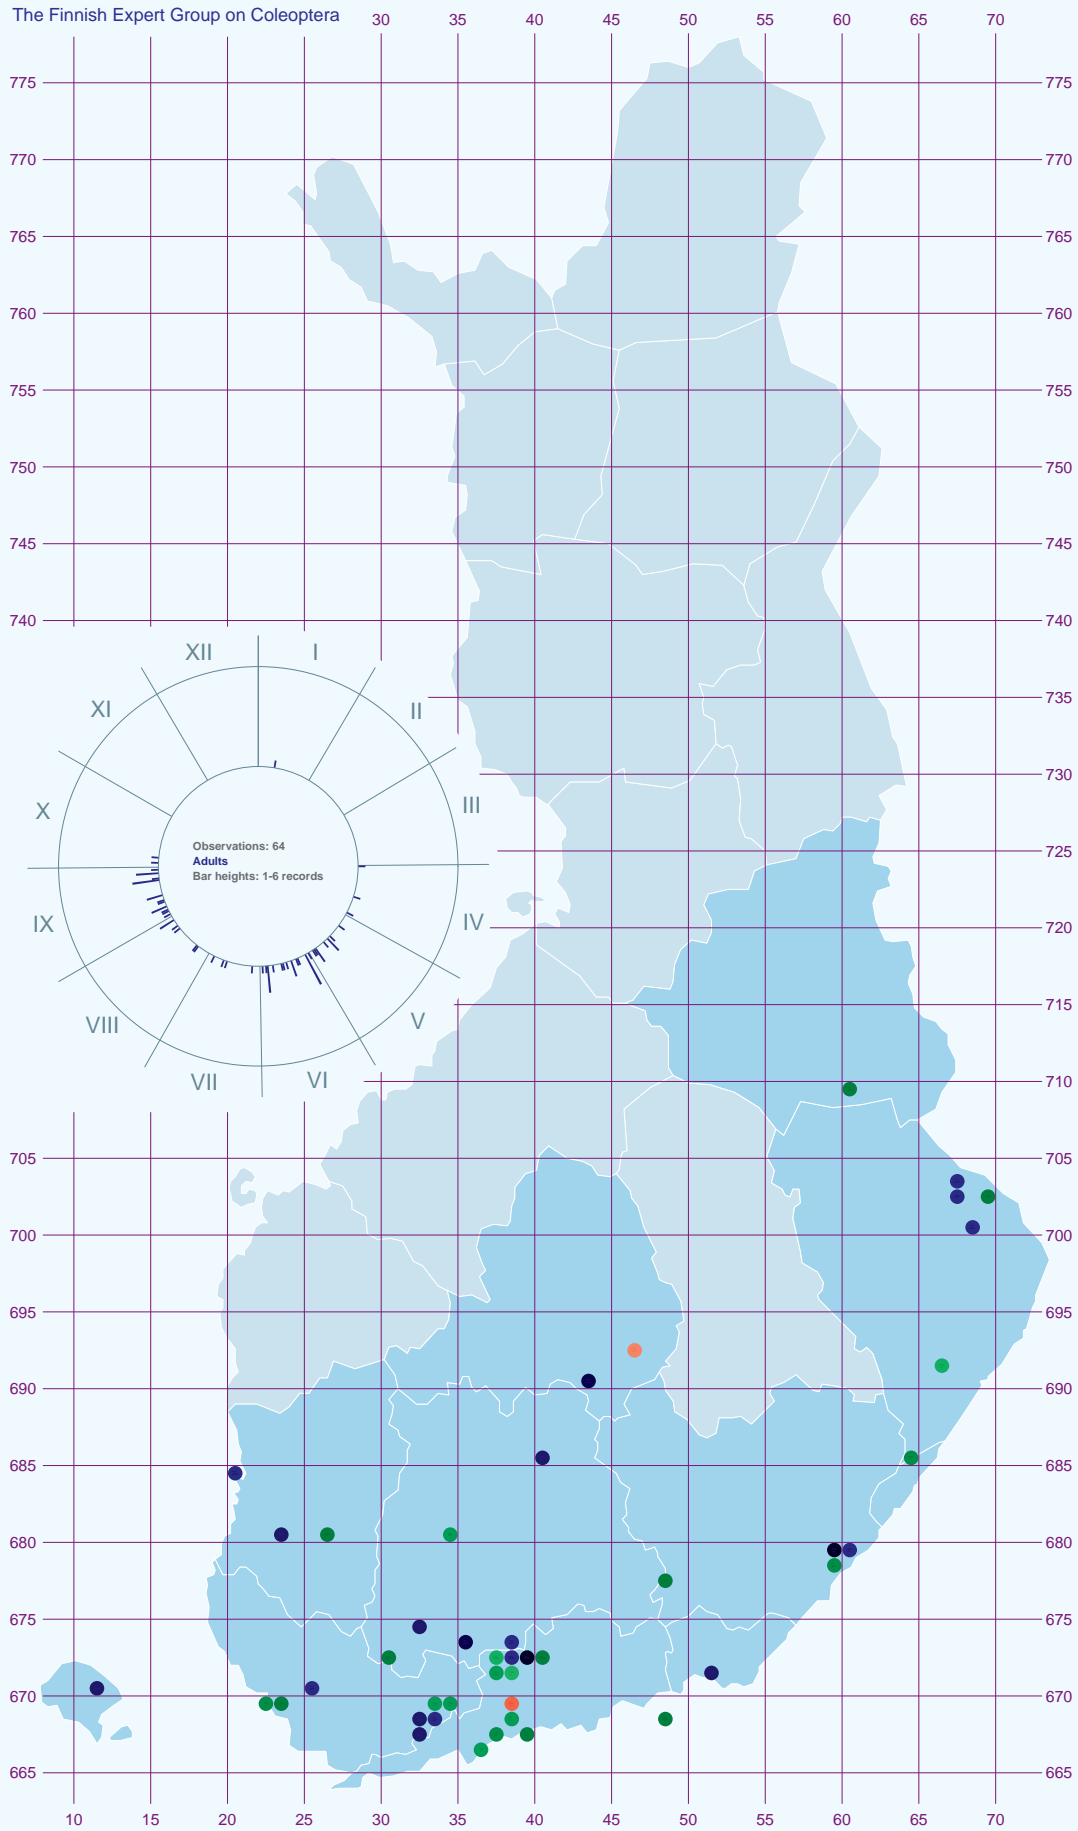 The Finnish Expert Group on Coleoptera
30 35 40 45 50 55 60 65 70
775 775
770 770
765 765
760 760
755 755
750 750
745 745
740 740
XII I
735
XI II
730
X III
Observations: 64
Adults
Bar heights: 1-6 records
725
IX IV
720
715
VIII V
VII VI
710
705 705
700 700
695 695
690 690
685 685
680 680
675 675
670 670
665 665
10 15 20 25 30 35 40 45 50 55 60 65 70